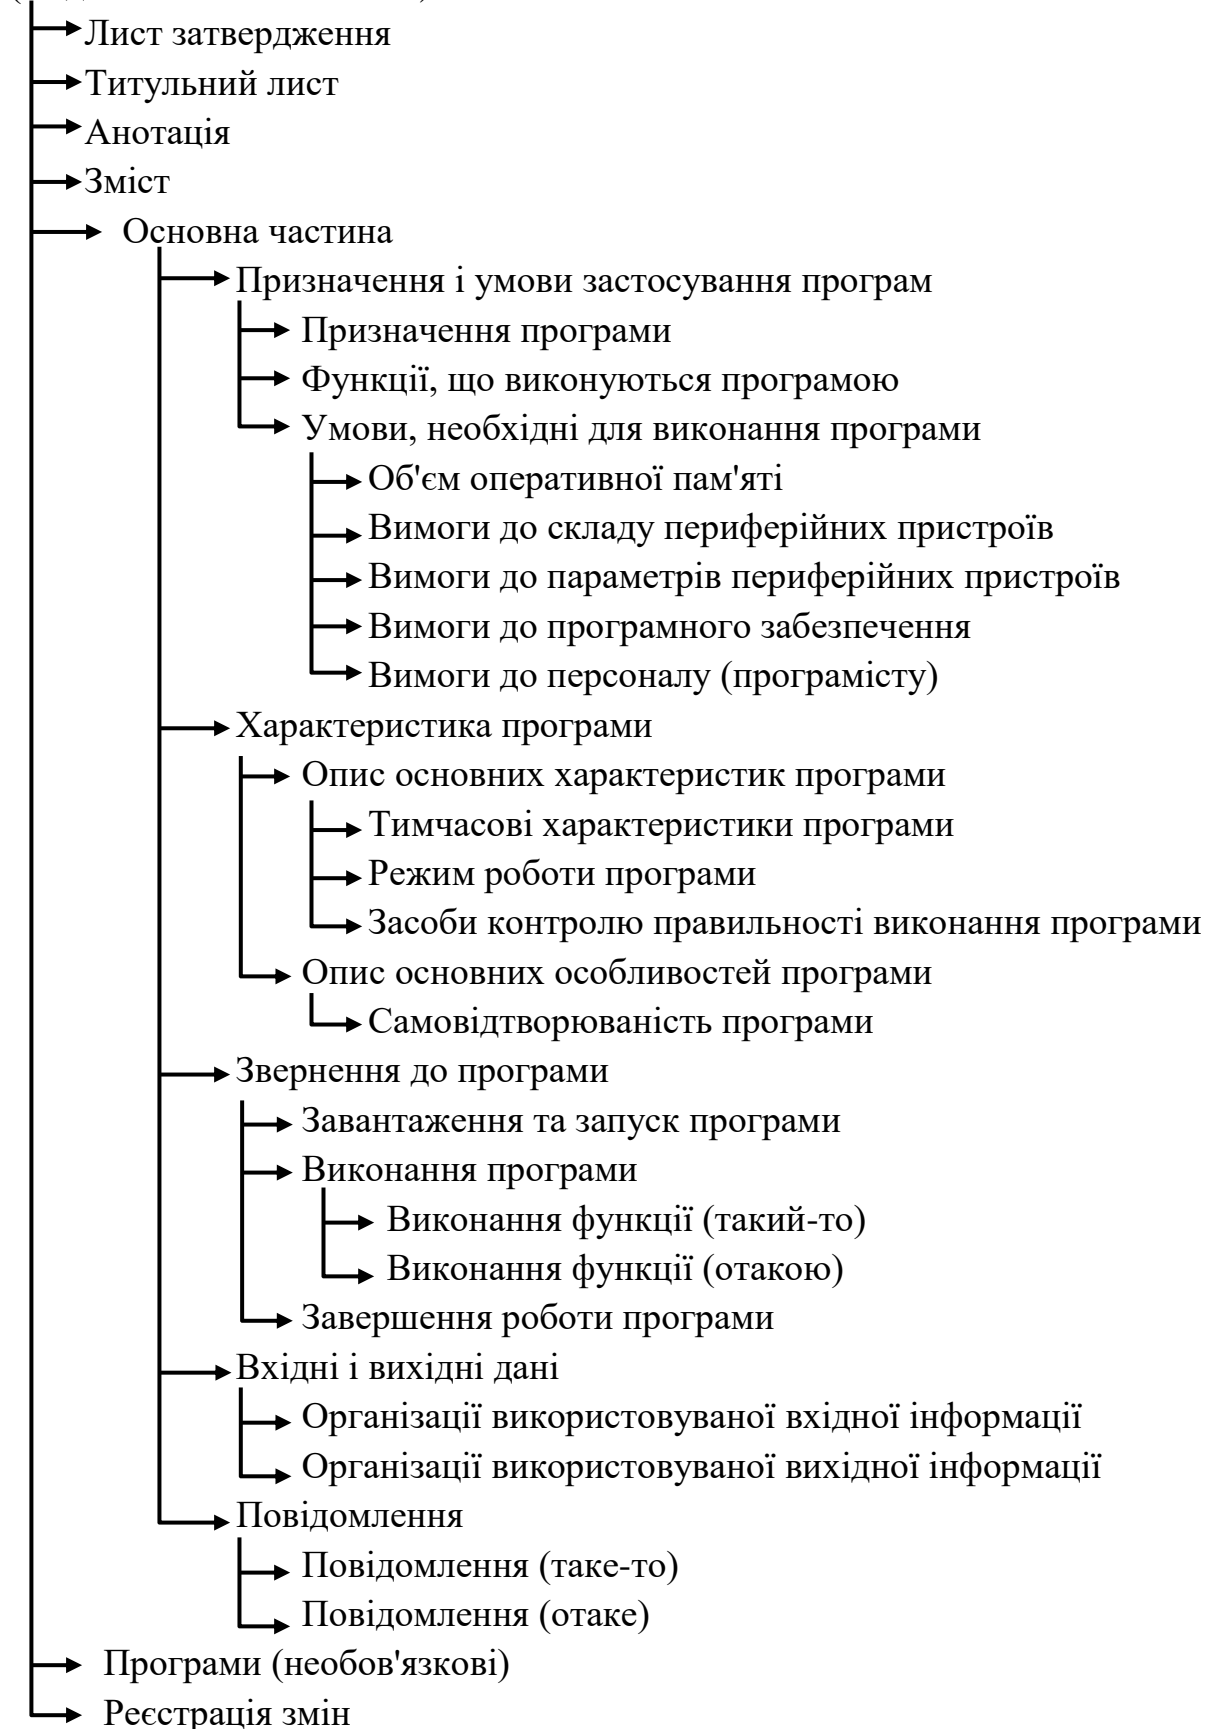 Лист затвердження
Титульний лист
Анотація
Зміст
Основна частина
Призначення і умови застосування програм
Призначення програми
Функції, що виконуються програмою
Умови, необхідні для виконання програми
Об'єм оперативної пам'яті
Вимоги до складу периферійних пристроїв
Вимоги до параметрів периферійних пристроїв
Вимоги до програмного забезпечення
Вимоги до персоналу (програмісту)
Характеристика програми
Опис основних характеристик програми
Тимчасові характеристики програми
Режим роботи програми
Засоби контролю правильності виконання програми
Опис основних особливостей програми
Самовідтворюваність програми
Звернення до програми
Завантаження та запуск програми
Виконання програми
Виконання функції (такий-то)
Виконання функції (отакою)
Завершення роботи програми
Вхідні і вихідні дані
Організації використовуваної вхідної інформації
Організації використовуваної вихідної інформації
Повідомлення
Повідомлення (таке-то)
Повідомлення (отаке)
Програми (необов'язкові)
Реєстрація змін